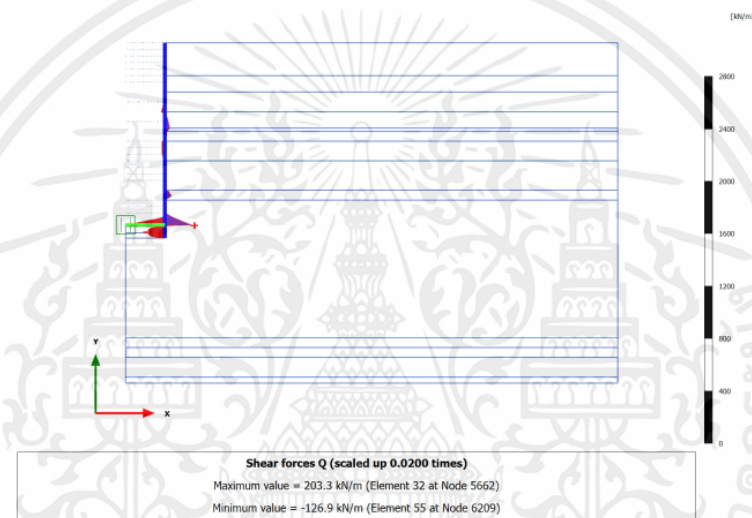 [kN/m]
2800
2400
2000
1600
1200
800
400
0
Y
X
Shear forces Q (scaled up 0.0200 times)
Maximum value = 203.3 kN/m (Element 32 at Node 5662)
Minimum value = -126.9 kN/m (Element 55 at Node 6209)